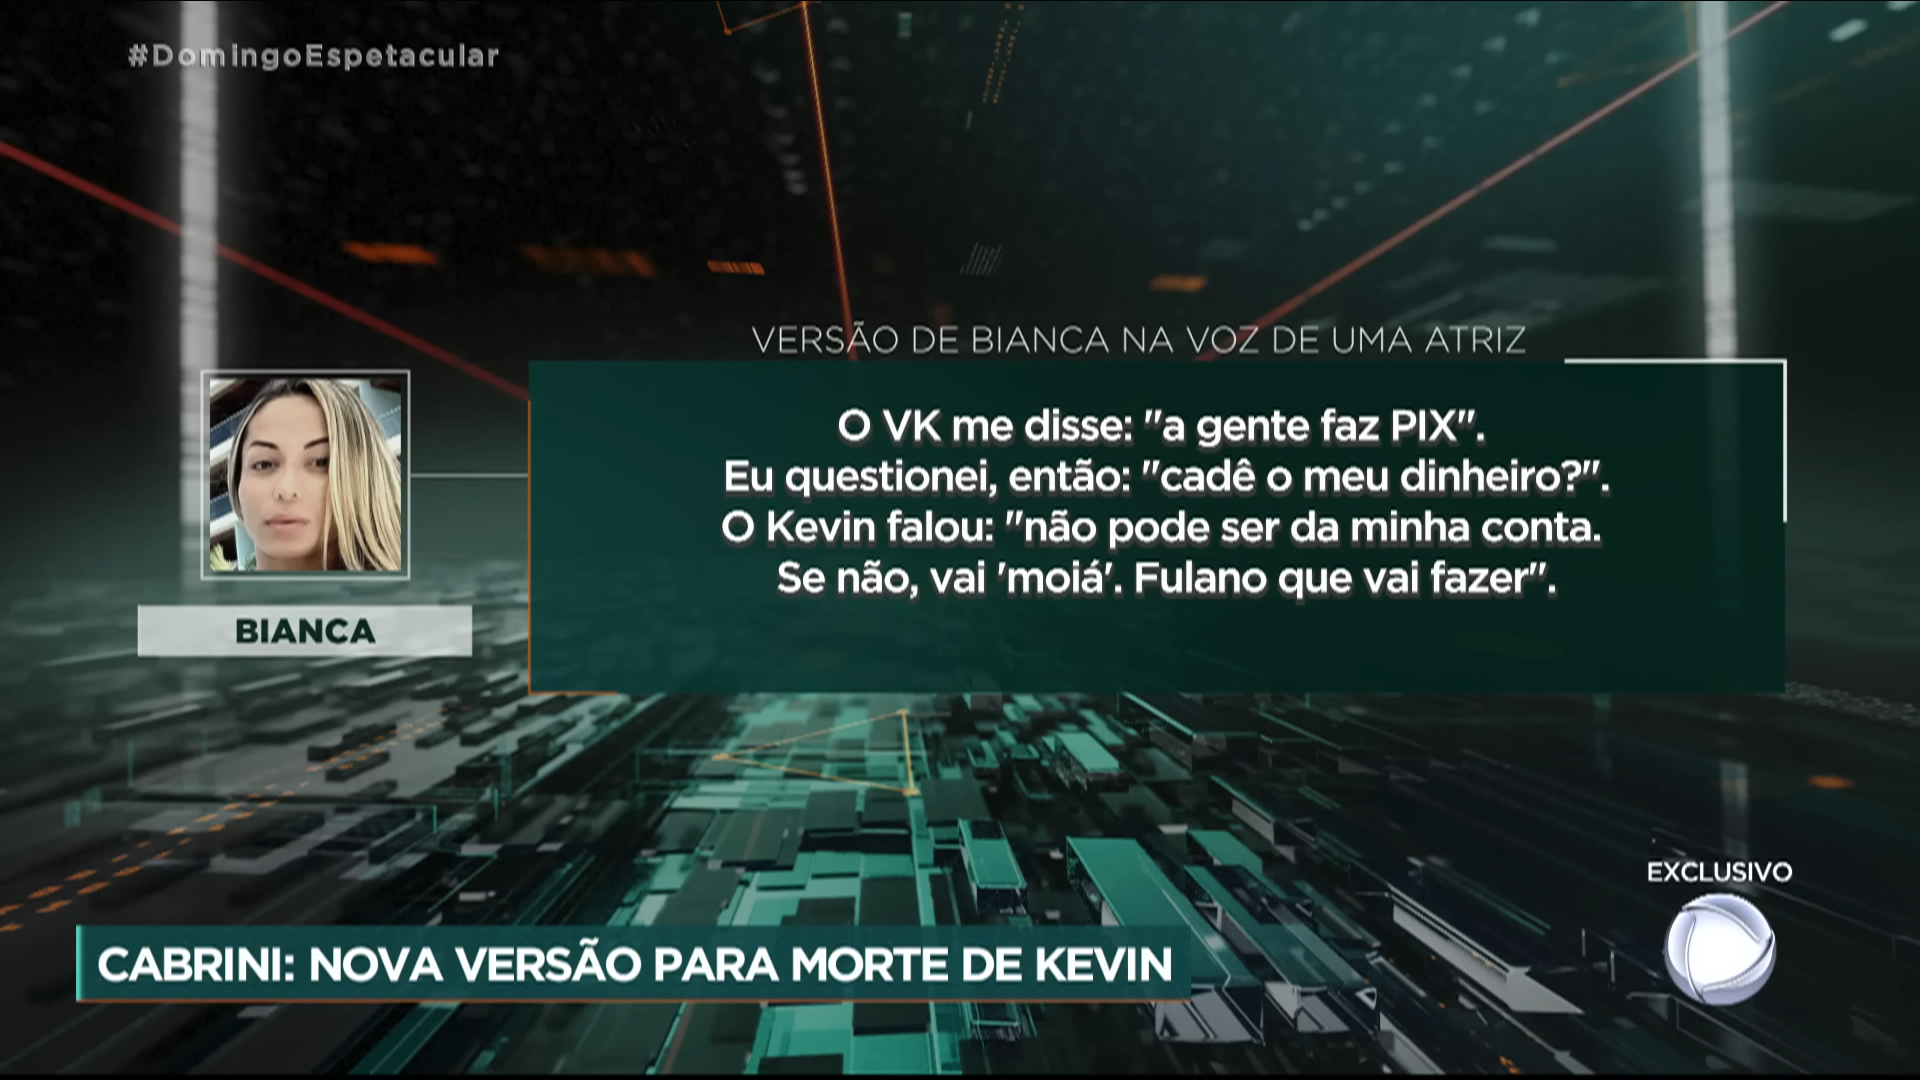 #DomingoEspetacular
VERSÃO DE BIANCA NA VOZ DE UMA ATRIZ
O VK me disse: "a gente faz PIX".
Eu questionei, então: "cadê o meu dinheiro?".
O Kevin falou: "não pode ser da minha conta.
Se não, vai 'moiá'. Fulano que vai fazer".
BIANCA
EXCLUSIVO
CABRINI: NOVA VERSÃO PARA MORTE DE KEVIN